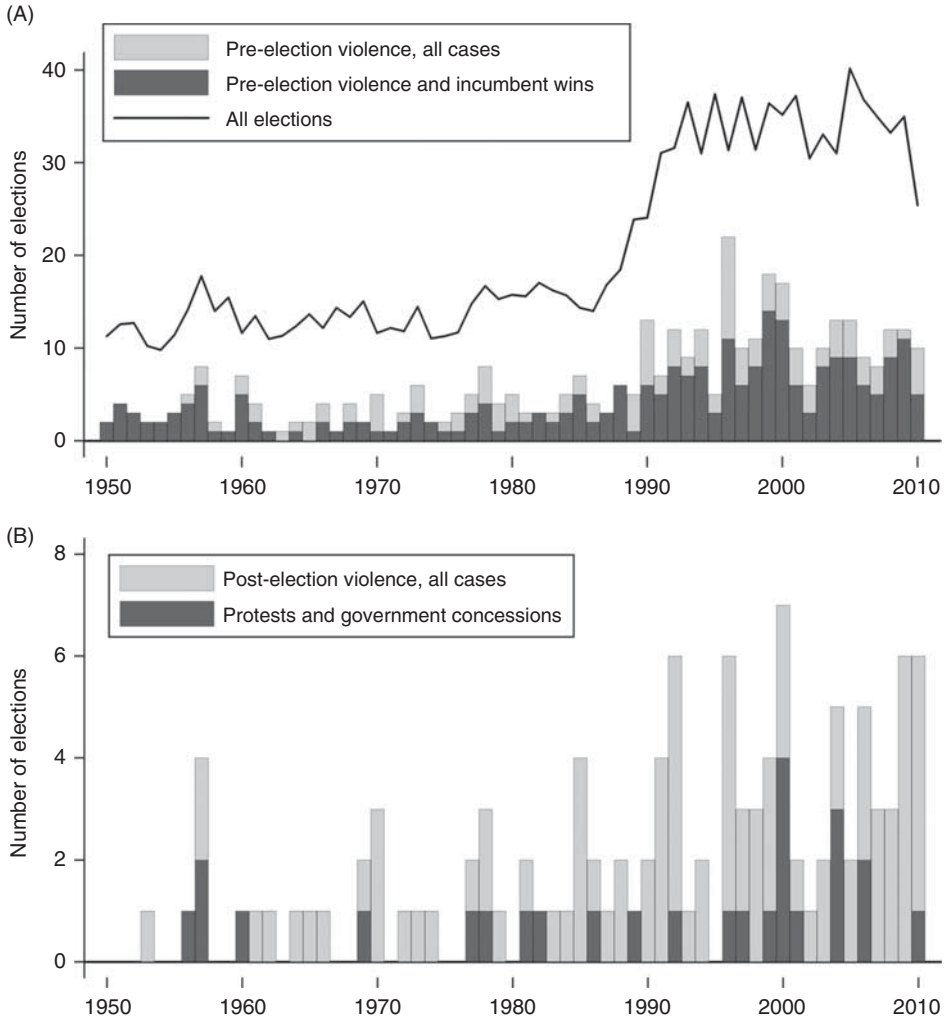 (A)
Pre-election violence, all cases
Pre-election violence and incumbent wins
All elections
Number of elections
40
30
20
10
0
1950 1960 1970 1980 1990 2000 2010
(B)
Post-election violence, all cases
Protests and government concessions
Number of elections
8
6
4
2
0
1950 1960 1970 1980 1990 2000 2010